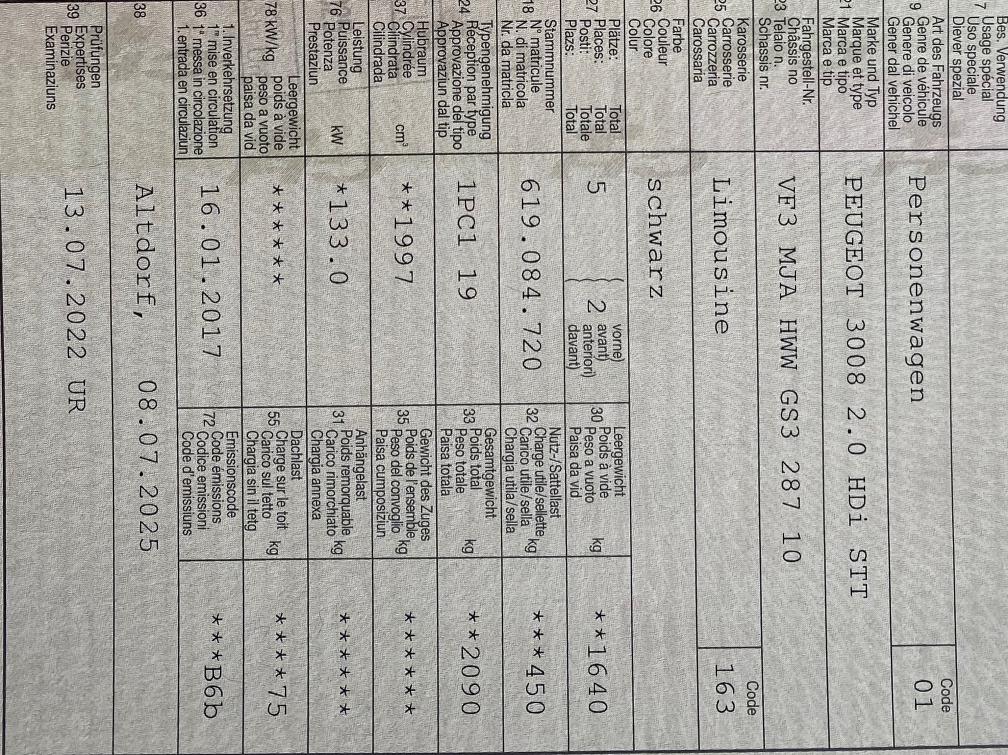 17 Bes. Verwendung
Usage spécial
Uso speciale
Diever spezial
19 Art des Fahrzeugs
Genre de véhicule
Genere di veicolo
Gener dal vehichel
Personenwagen
Code
01
21 Marke und Typ
Marque et type
Marca e tipo
Marca e tip
PEUGEOT 3008 2.0 HDi STT
23 Fahrgestell-Nr.
Châssis no
Telaio n.
Schassis nr.
VF3 MJA HWW GS3 287 10
25 Karosserie
Carrosserie
Carrozzeria
Carossaria
Limousine
Code
163
26 Farbe
Couleur
Colore
Colur
schwarz
27 Plätze: Total
Places: Total
Posti: Totale
Plazs: Total
5
2
vorne)
avant)
anteriori)
davant)
30 Leergewicht
Poids à vide
Peso a vuoto kg
Paisa da vid
**1640
18 Stammnummer
N° matricule
N. di matricola
Nr. da matricla
619.084.720
32 Nutz-/Sattellast
Charge utile/sellette
Carico utile/sella kg
Chargia utila/sella
***450
24 Typengenehmigung
Réception par type
Approvazione del tipo
Approvaziun dal tip
1PC1 19
33 Gesamtgewicht
Poids total
Peso totale kg
Paisa totala
**2090
37 Hubraum
Cylindrée
Cilindrata cm³
Cilindrada
**1997
35 Gewicht des Zuges
Poids de l'ensemble
Peso del convoglio kg
Paisa cumposiziun
*****
76 Leistung
Puissance
Potenza kW
Prestaziun
*133.0
31 Anhängelast
Poids remorquable
Carico rimorchiato kg
Chargia annexa
******
78 kW/kg
Leergewicht
poids à vide
peso a vuoto
paisa da vid
*****
55 Dachlast
Charge sur le toit
Carico sul tetto kg
Chargia sin il tetg
****75
36 1. Inverkehrsetzung
1re mise en circulation
1a messa in circolazione
1. entrada en circulaziun
16.01.2017
72 Emissionscode
Code émissions
Codice emissioni
Code d'emissiuns
***B6b
38
Altdorf, 08.07.2025
39 Prüfungen
Expertises
Perizie
Examinaziuns
13.07.2022 UR